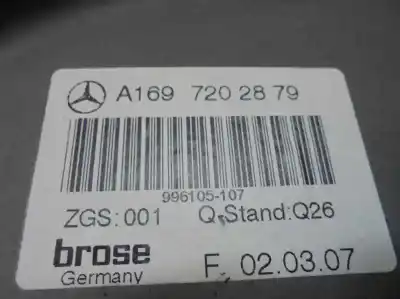 A169 720 28 79
996105-107
ZGS:001 Q-Stand:Q26
brose
Germany F. 02.03.07